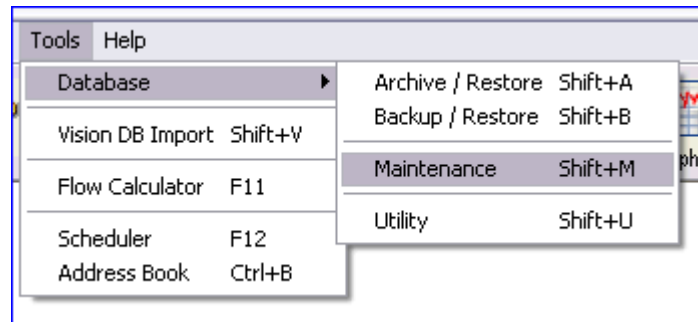 Tools Help
Database
Vision DB Import Shift+V
Flow Calculator F11
Scheduler F12
Address Book Ctrl+B
Archive / Restore Shift+A
Backup / Restore Shift+B
Maintenance Shift+M
Utility Shift+U
ph